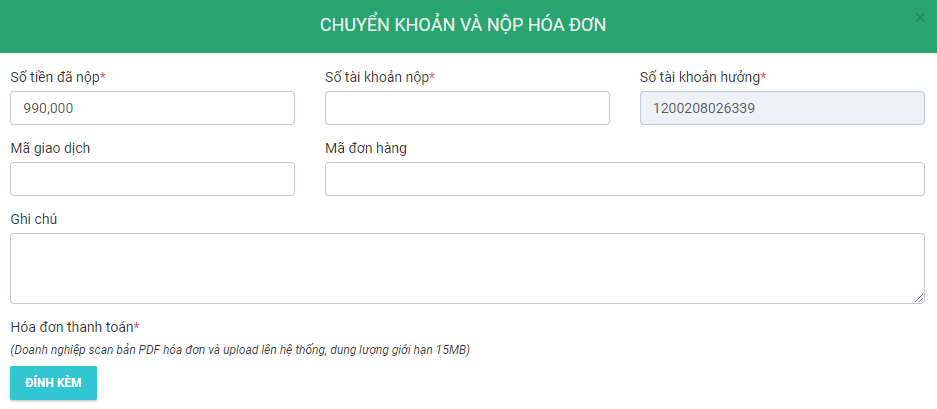 CHUYỂN KHOẢN VÀ NỘP HÓA ĐƠN
×
Số tiền đã nộp*
Số tài khoản nộp*
Số tài khoản hưởng*
990,000
1200208026339
Mã giao dịch
Mã đơn hàng
Ghi chú
Hóa đơn thanh toán*
(Doanh nghiệp scan bản PDF hóa đơn và upload lên hệ thống, dung lượng giới hạn 15MB)
ĐÍNH KÈM